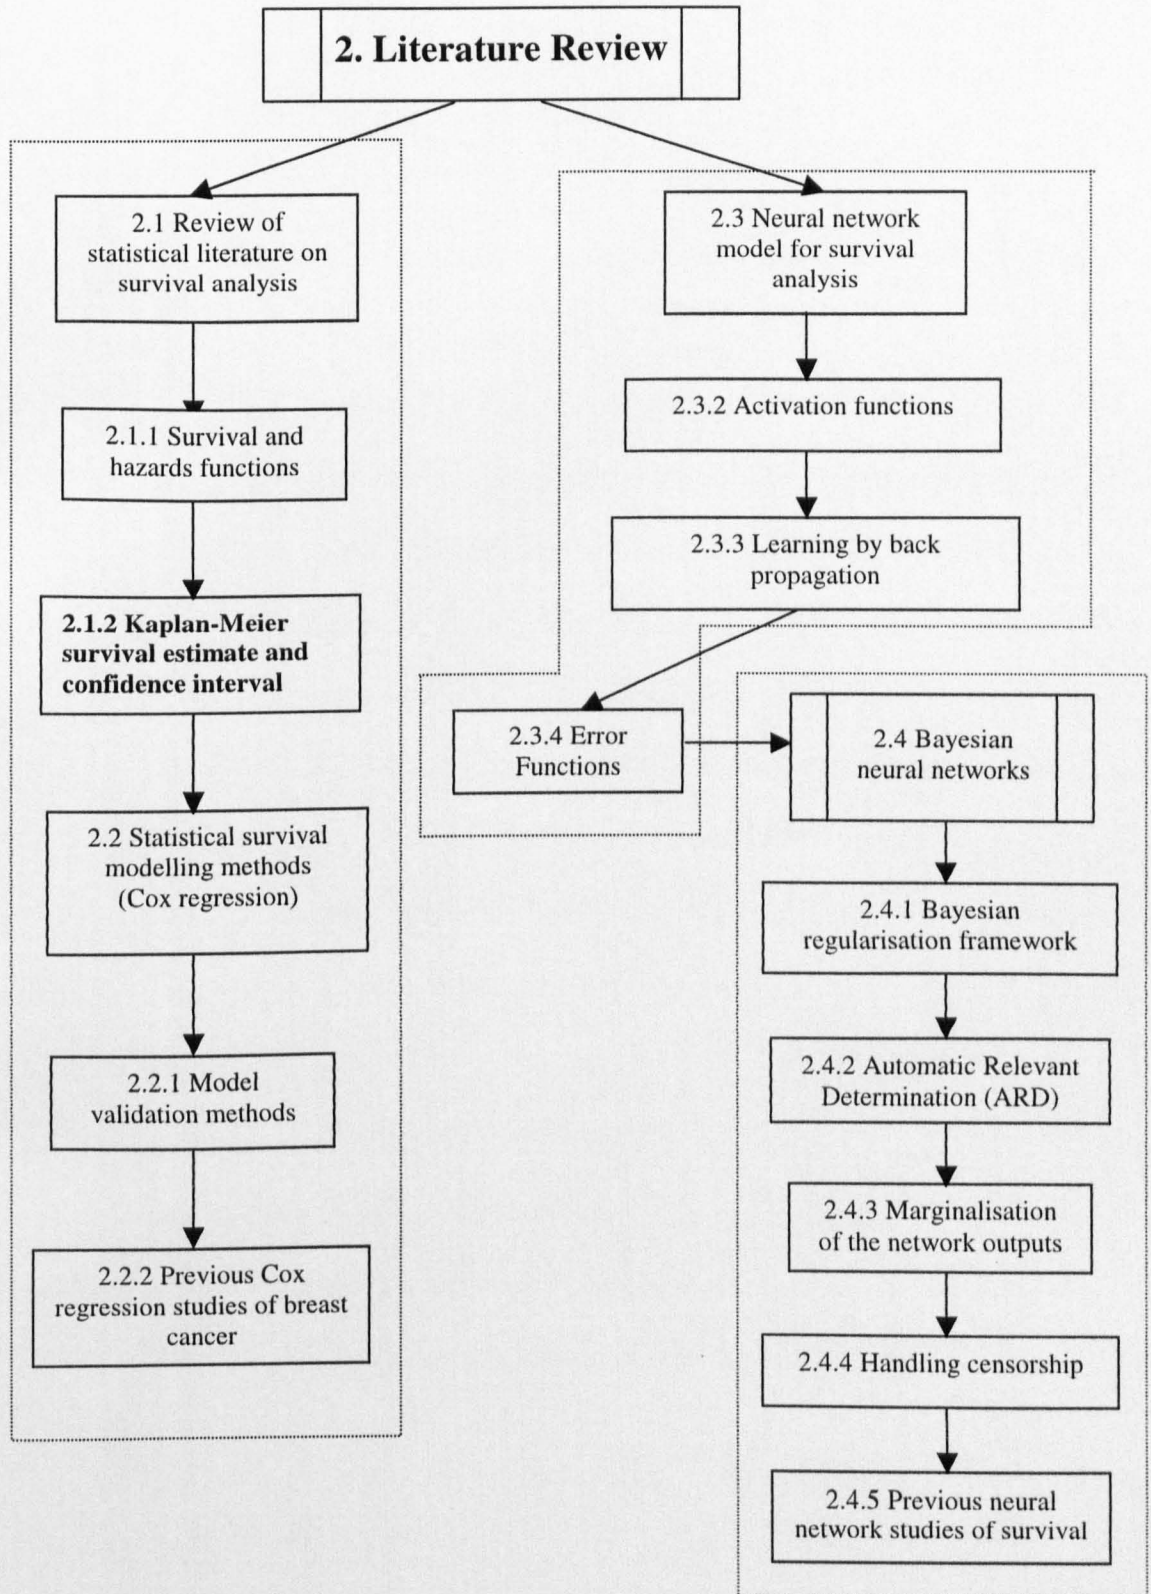 2. Literature Review
2.1 Review of
statistical literature on
survival analysis
2.1.1 Survival and
hazards functions
2.1.2 Kaplan-Meier
survival estimate and
confidence interval
2.2 Statistical survival
modelling methods
(Cox regression)
2.2.1 Model
validation methods
2.2.2 Previous Cox
regression studies of breast
cancer
2.3 Neural network
model for survival
analysis
2.3.2 Activation functions
2.3.3 Learning by back
propagation
2.3.4 Error
Functions
2.4 Bayesian
neural networks
2.4.1 Bayesian
regularisation framework
2.4.2 Automatic Relevant
Determination (ARD)
2.4.3 Marginalisation
of the network outputs
2.4.4 Handling censorship
2.4.5 Previous neural
network studies of survival